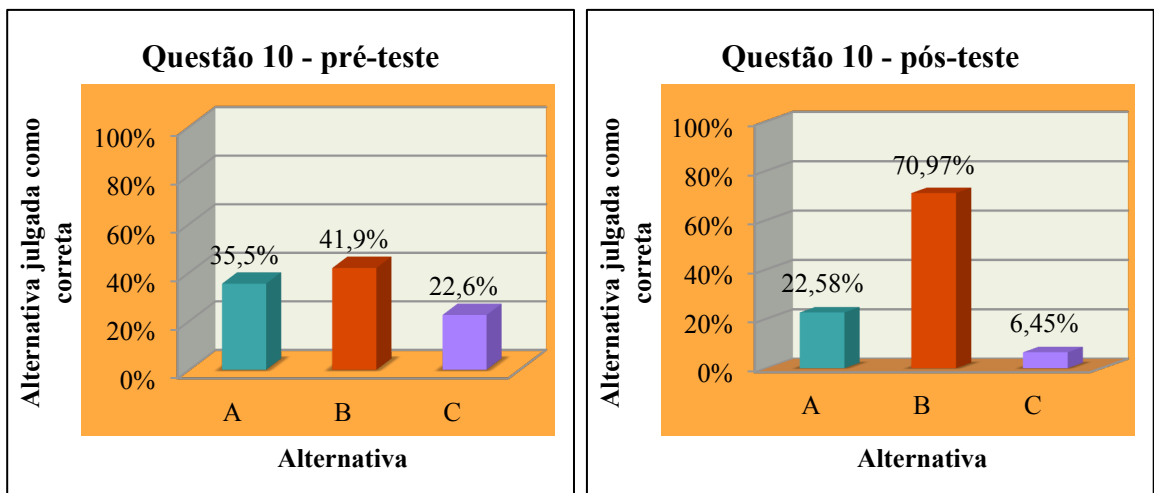 Questão 10 - pré-teste
Alternativa julgada como
correta
100%
80%
60%
40%
20%
0%
35,5%
41,9%
22,6%
A B C
Alternativa
Questão 10 - pós-teste
Alternativa julgada como
correta
100%
80%
60%
40%
20%
0%
22,58%
70,97%
6,45%
A B C
Alternativa